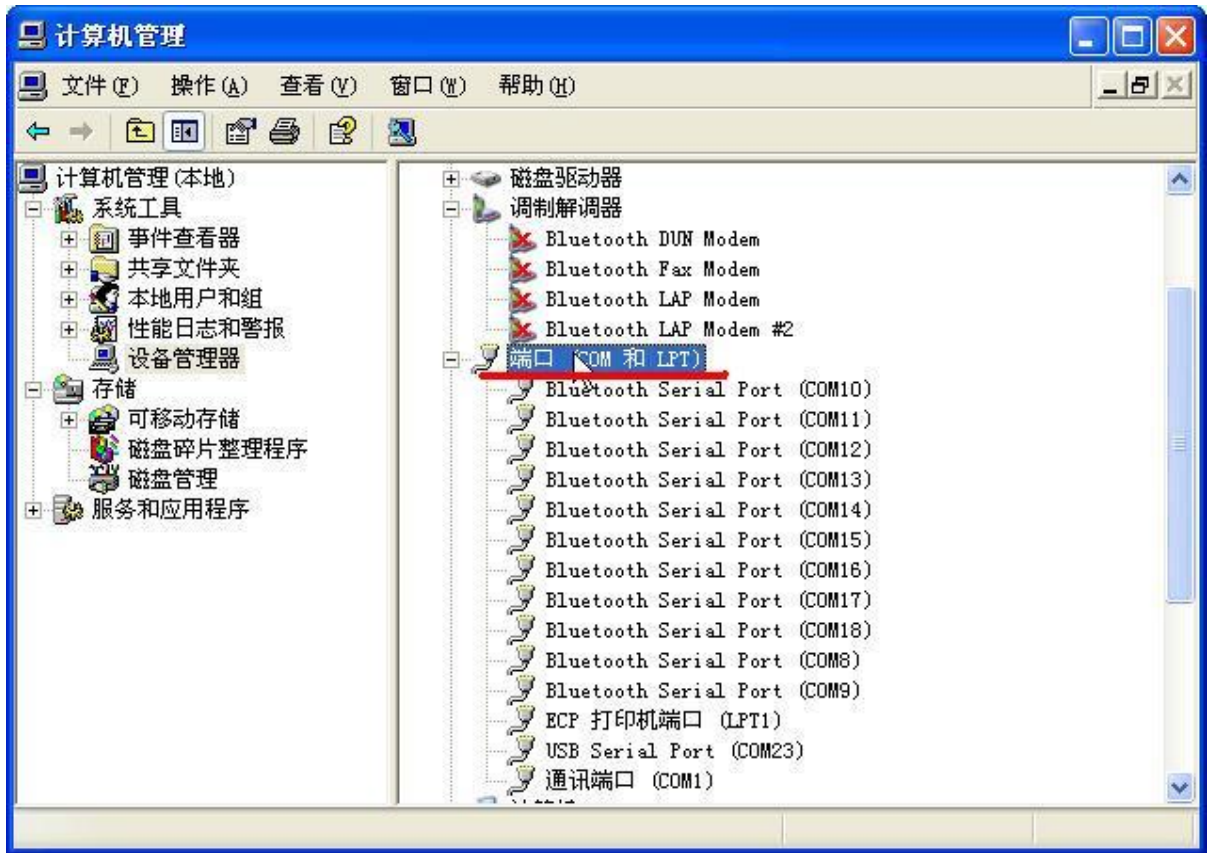 计算机管理
文件(F) 操作(A) 查看(V) 窗口(W) 帮助(H)
计算机管理(本地)
系统工具
事件查看器
共享文件夹
本地用户和组
性能日志和警报
设备管理器
存储
可移动存储
磁盘碎片整理程序
磁盘管理
服务和应用程序
磁盘驱动器
调制解调器
Bluetooth DUN Modem
Bluetooth Fax Modem
Bluetooth LAP Modem
Bluetooth LAP Modem #2
端口 (COM 和 LPT)
Bluetooth Serial Port (COM10)
Bluetooth Serial Port (COM11)
Bluetooth Serial Port (COM12)
Bluetooth Serial Port (COM13)
Bluetooth Serial Port (COM14)
Bluetooth Serial Port (COM15)
Bluetooth Serial Port (COM16)
Bluetooth Serial Port (COM17)
Bluetooth Serial Port (COM18)
Bluetooth Serial Port (COM8)
Bluetooth Serial Port (COM9)
ECP 打印机端口 (LPT1)
USB Serial Port (COM23)
通讯端口 (COM1)